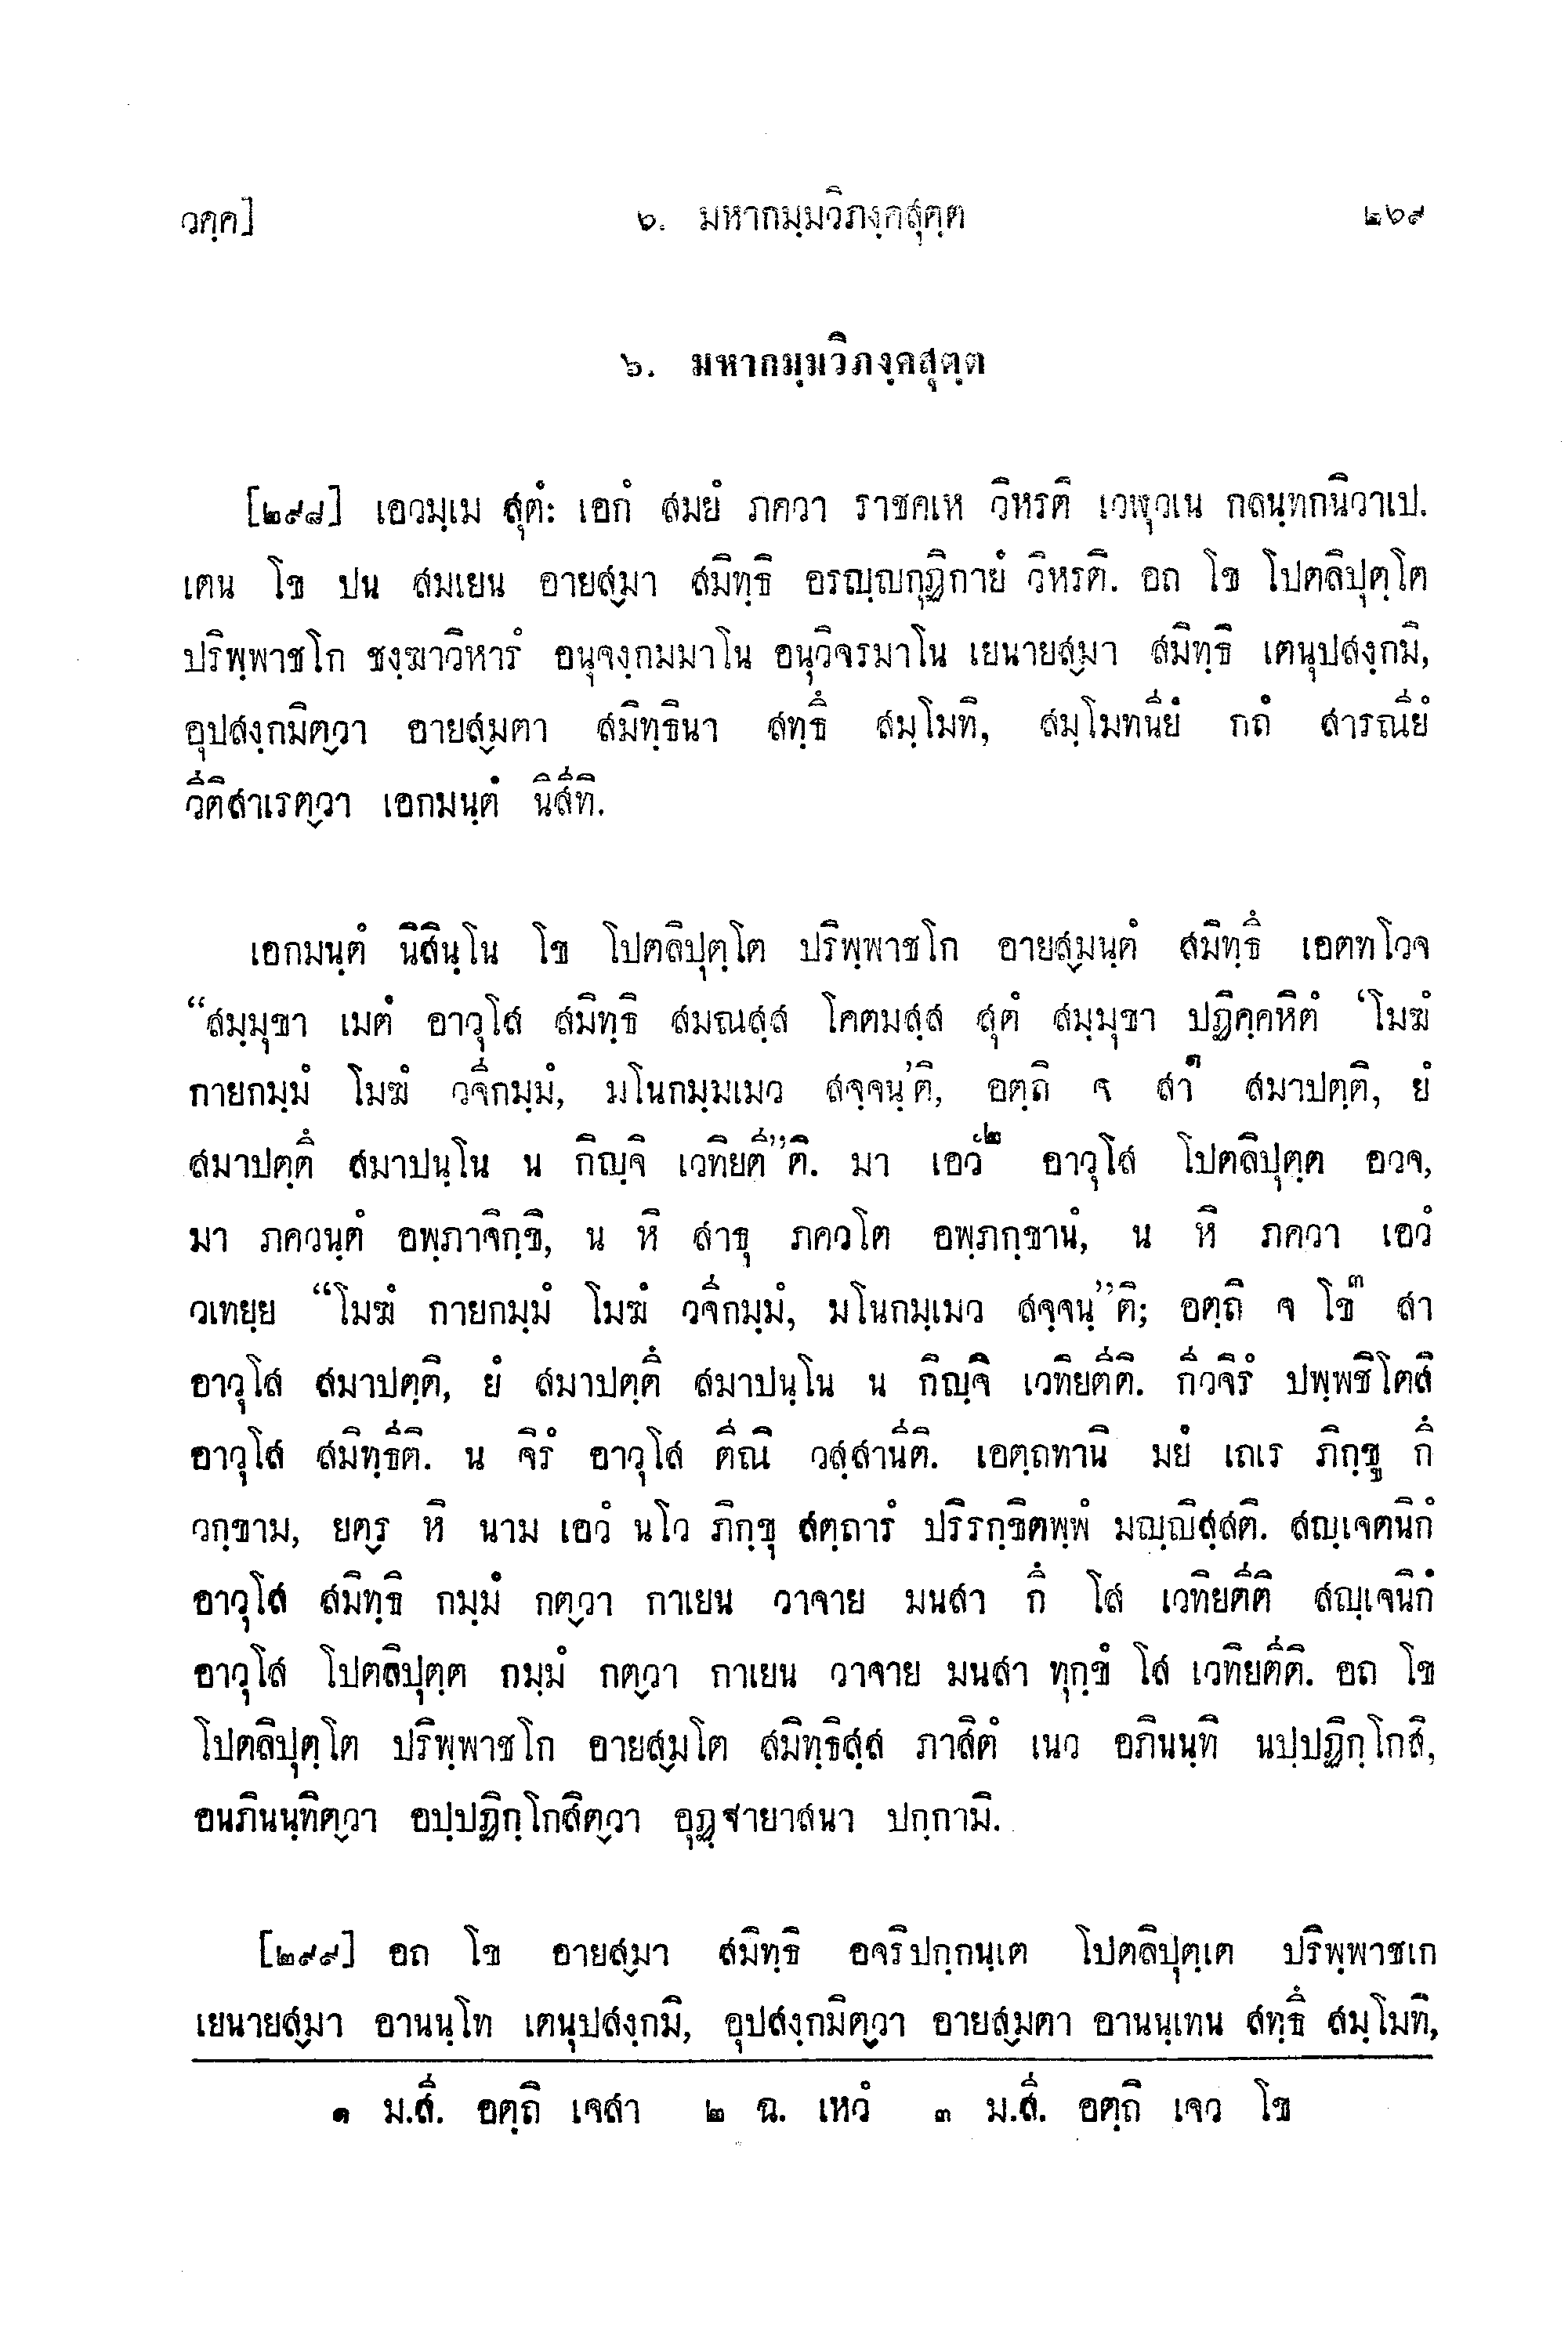 วคฺค] ๖. มหากมฺมวิภงฺคสุตฺต ๒๖๙
๖. มหากมฺมวิภงฺคสุตฺต
[๒๙๘] เอวมฺเม สุตํ: เอกํ สมยํ ภควา ราชคเห วิหรติ เวฬุวเน กลนฺทกนิวาเป.
เตน โข ปน สมเยน อายสฺมา สมิทฺธิ อรญฺญกุฏิกายํ วิหรติ. อถ โข โปตลิปุตฺโต
ปริพฺพาชโก ชงฺฆาวิหารํ อนุจงฺกมมาโน อนุวิจรมาโน เยนายสฺมา สมิทฺธิ เตนุปสงฺกมิ,
อุปสงฺกมิตฺวา อายสฺมตา สมิทฺธินา สทฺธึ สมฺโมทิ, สมฺโมทนียํ กถํ สารณียํ
วีติสาเรตฺวา เอกมนฺตํ นิสีทิ.
เอกมนฺตํ นิสินฺโน โข โปตลิปุตฺโต ปริพฺพาชโก อายสฺมนฺตํ สมิทฺธึ เอตทโวจ
“สมฺมุขา เมตํ อาวุโส สมิทฺธิ สมณสฺส โคตมสฺส สุตํ สมฺมุขา ปฏิคฺคหิตํ ‘โมฆํ
กายกมฺมํ โมฆํ วจีกมฺมํ, มโนกมฺมเมว สจฺจนฺ’ติ, อตฺถิ จ สา๑ สมาปตฺติ, ยํ
สมาปตฺตึ สมาปนฺโน น กิญฺจิ เวทิยตี”ติ. มา เอวํ๒ อาวุโส โปตลิปุตฺต อวจ,
มา ภควนฺตํ อพฺภาจิกฺขิ, น หิ สาธุ ภควโต อพฺภกฺขานํ, น หิ ภควา เอวํ
วเทยฺย “โมฆํ กายกมฺมํ โมฆํ วจีกมฺมํ, มโนกมฺเมว สจฺจนฺ”ติ; อตฺถิ จ โข๓ สา
อาวุโส สมาปตฺติ, ยํ สมาปตฺตึ สมาปนฺโน น กิญฺจิ เวทิยตีติ. กีวจิรํ ปพฺพชิโตสิ
อาวุโส สมิทฺธีติ. น จิรํ อาวุโส ตีณิ วสฺสานีติ. เอตฺถทานิ มยํ เถเร ภิกฺขู กึ
วกฺขาม, ยตฺร หิ นาม เอวํ นโว ภิกฺขุ สตฺถารํ ปริรกฺขิตพฺพํ มญฺญิสฺสติ. สญฺเจตนิกํ
อาวุโส สมิทฺธิ กมฺมํ กตฺวา กาเยน วาจาย มนสา กึ โส เวทิยตีติ สญฺเจนิกํ
อาวุโส โปตลิปุตฺต กมฺมํ กตฺวา กาเยน วาจาย มนสา ทุกฺขํ โส เวทิยตีติ. อถ โข
โปตลิปุตฺโต ปริพฺพาชโก อายสฺมโต สมิทฺธิสฺส ภาสิตํ เนว อภินนฺทิ นปฺปฏิกฺโกสิ,
อนภินนฺทิตฺวา อปฺปฏิกฺโกสิตฺวา อุฏฺฐายาสนา ปกฺกามิ.
[๒๙๙] อถ โข อายสฺมา สมิทฺธิ อจริปกฺกนฺเต โปตลิปุตฺเต ปริพฺพาชเก
เยนายสฺมา อานนฺโท เตนุปสงฺกมิ, อุปสงฺกมิตฺวา อายสฺมตา อานนฺเทน สทฺธึ สมฺโมทิ,
๑ ม.สี. อตฺถิ เจสา ๒ ฉ. เหวํ ๓ ม.สี. อตฺถิ เจว โข